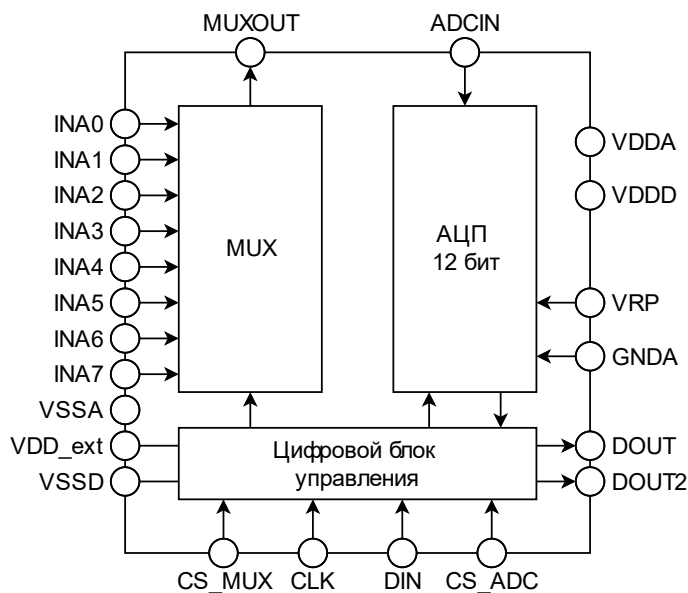 MUXOUT
ADCIN
INA0
INA1
INA2
INA3
INA4
INA5
INA6
INA7
VSSA
VDD_ext
VSSD
MUX
АЦП
12 бит
VDDA
VDDD
VRP
GNDA
DOUT
DOUT2
Цифровой блок
управления
CS_MUX
CLK
DIN
CS_ADC